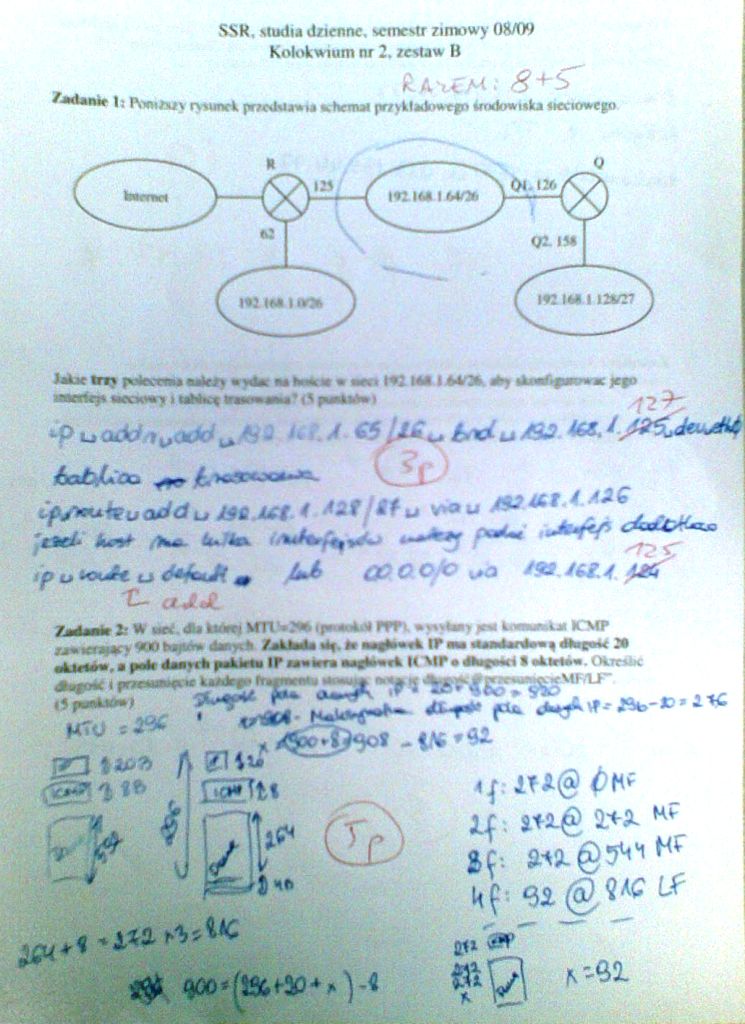 SSR, studia dzienne, semestr zimowy 08/09
Kolokwium nr 2, zestaw B
RAZEM: 8+5
Zadanie 1: Poniższy rysunek przedstawia schemat przykładowego środowiska sieciowego.
R
Q
Internet
125
192.168.1.64/26
Q1. 126
62
Q2. 158
192.168.1.0/26
192.168.1.128/27
Jakie trzy polecenia należy wydać na hoście w sieci 192.168.1.64/26, aby skonfigurować jego
interfejs sieciowy i tablicę trasowania? (5 punktów)
127
ip addr add 192.168.1.65/26 brd 192.168.1.125 dev eth0
3p
tablica trasowania
ip route add 192.168.1.128/27 via 192.168.1.126
jeżeli host ma kilka interfejsów należy podać interfejs dodatkowo
125
ip route default lub 0.0.0.0/0 via 192.168.1.124
add
Zadanie 2: W sieć, dla której MTU=296 (protokół PPP), wysyłany jest komunikat ICMP
zawierający 900 bajtów danych. Zakłada się, że nagłówek IP ma standardową długość 20
oktetów, a pole danych pakietu IP zawiera nagłówek ICMP o długości 8 oktetów. Określić
długość i przesunięcie każdego fragmentu stosując notację długość@przesunięcieMF/LF".
(5 punktów)
długość pola danych IP = 20+900 = 920
908 - Maksymalna długość pola danych IP = 296-20=276
MTU = 296
x = (900+8) 908 - 816 = 92
20B
ICMP 8B
20
ICMP 8
Dane
264
5p
1f: 272@ 0MF
2f: 272@ 272 MF
3f: 272@544 MF
4f: 92 @ 816 LF
264+8 = 272 x3 = 816
272
272
272
x
Dane
x=92
900=(296+20+x)-8